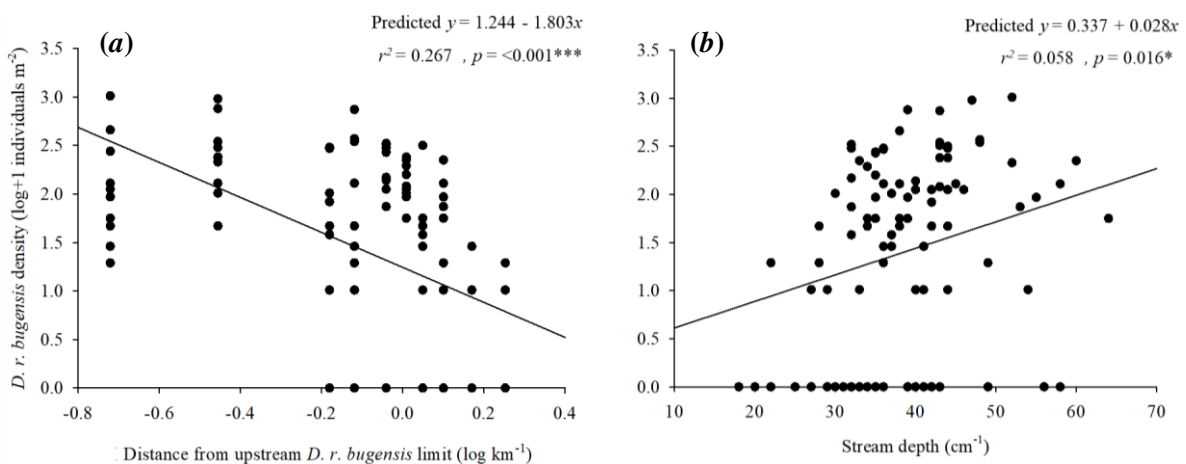 (a)
Predicted y = 1.244 - 1.803x
r² = 0.267 , p = <0.001***
D. r. bugensis density (log+1 individuals m⁻²)
3.5
3.0
2.5
2.0
1.5
1.0
0.5
0.0
-0.8 -0.6 -0.4 -0.2 0.0 0.2 0.4
Distance from upstream D. r. bugensis limit (log km⁻¹)
(b)
Predicted y = 0.337 + 0.028x
r² = 0.058 , p = 0.016*
3.5
3.0
2.5
2.0
1.5
1.0
0.5
0.0
10 20 30 40 50 60 70
Stream depth (cm⁻¹)